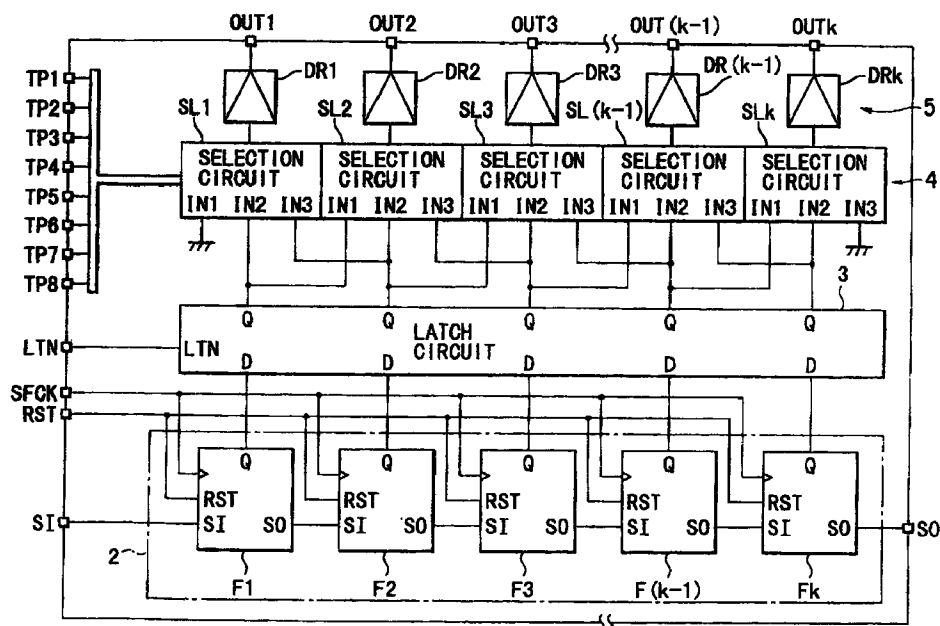 OUT1 OUT2 OUT3 OUT(k-1) OUTk
TP1 DR1 DR2 DR3 DR(k-1) DRk
TP2 5
TP3 SL1 SL2 SL3 SL(k-1) SLk
TP4 SELECTION SELECTION SELECTION SELECTION SELECTION
TP5 CIRCUIT CIRCUIT CIRCUIT CIRCUIT CIRCUIT 4
TP6 IN1 IN2 IN3 IN1 IN2 IN3 IN1 IN2 IN3 IN1 IN2 IN3 IN1 IN2 IN3
TP7
TP8 3
Q Q Q Q Q
LTN LTN LATCH
CIRCUIT
D D D D D
SFCK
RST
Q Q Q Q Q
RST RST RST RST RST
SI SI SO SI SO SI SO SI SO SI SO SO
2 F1 F2 F3 F(k-1) Fk